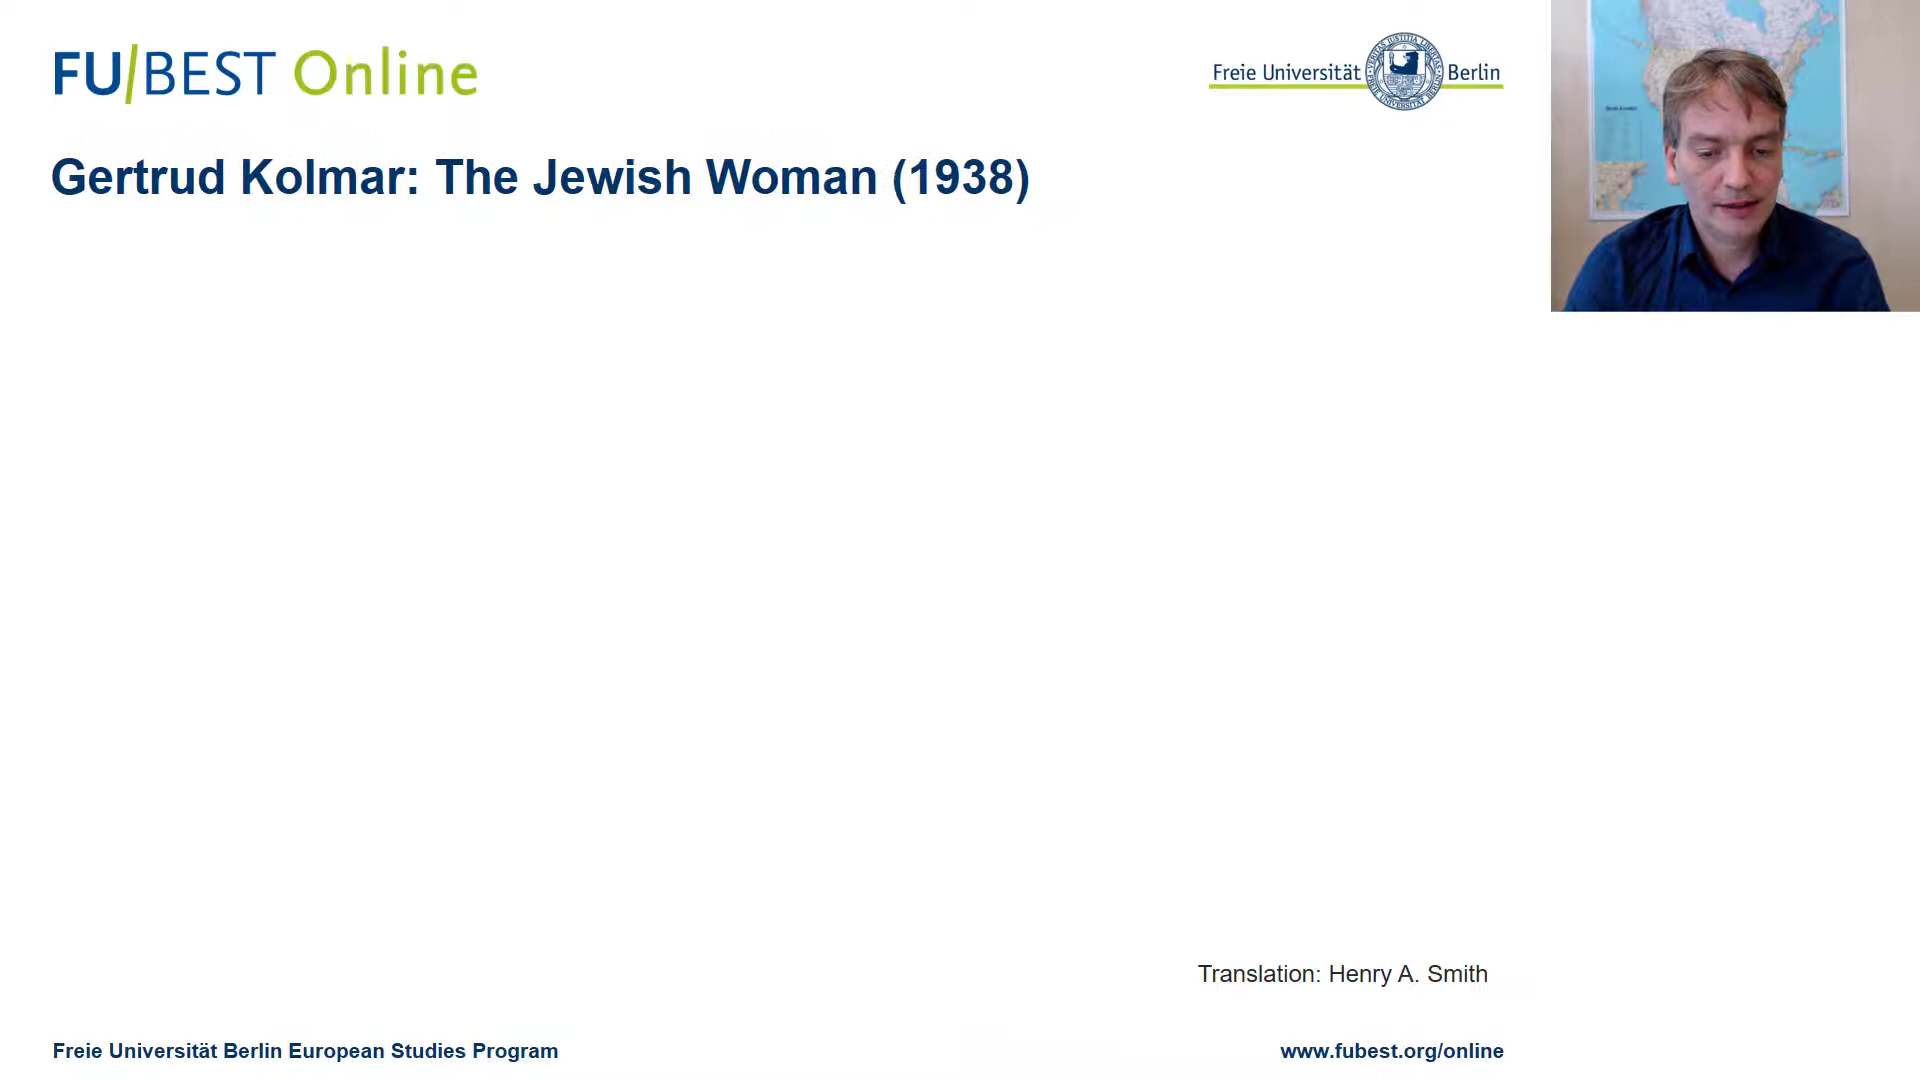 FU/BEST Online
Freie Universität Berlin
Gertrud Kolmar: The Jewish Woman (1938)
Translation: Henry A. Smith
Freie Universität Berlin European Studies Program
www.fubest.org/online